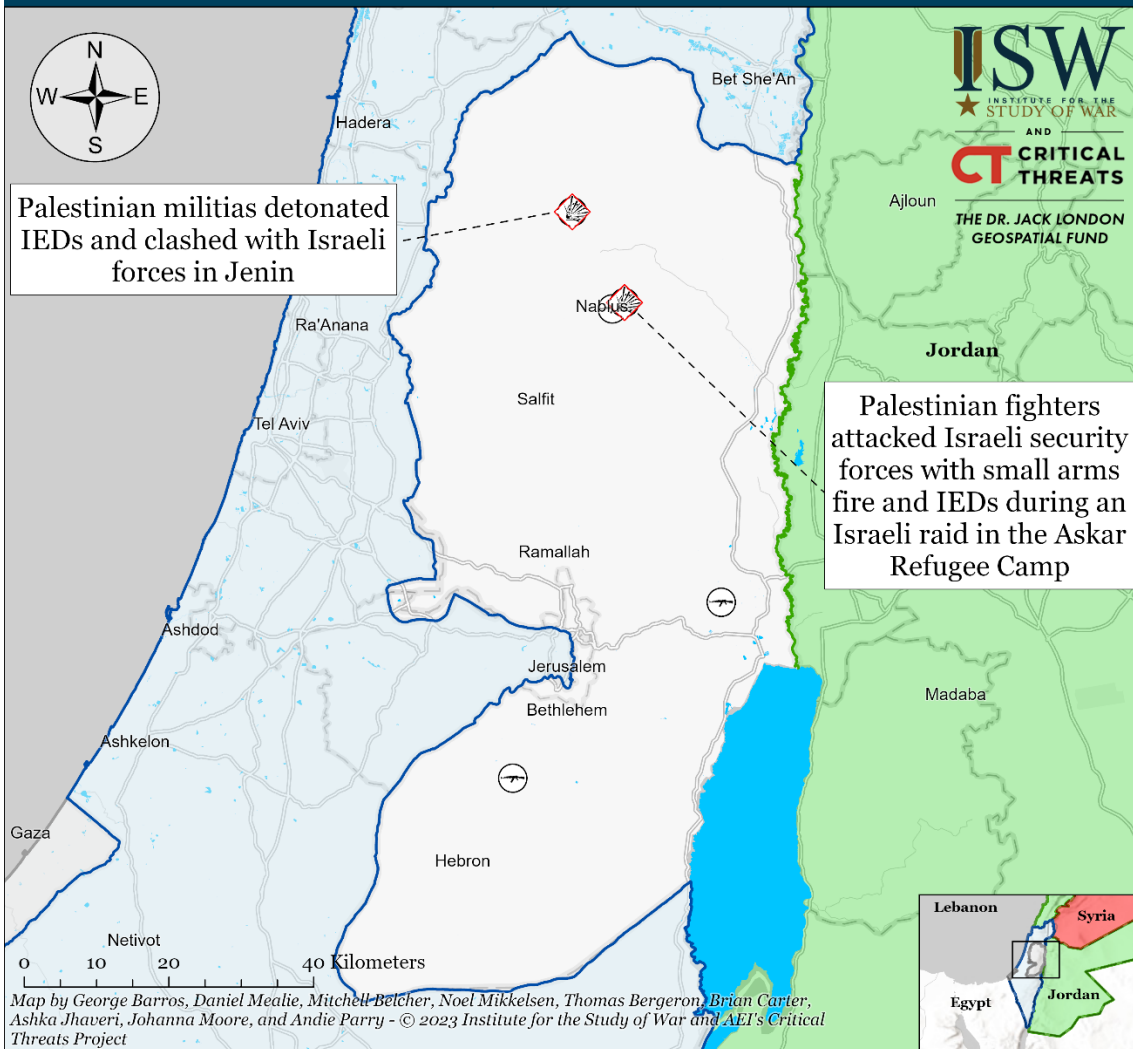 N
W
E
S
Bet She'An
Hadera
ISW
INSTITUTE FOR THE
STUDY OF WAR
AND
CT CRITICAL
THREATS
THE DR. JACK LONDON
GEOSPATIAL FUND
Ajloun
Palestinian militias detonated
IEDs and clashed with Israeli
forces in Jenin
Nablus
Ra'Anana
Jordan
Salfit
Tel Aviv
Palestinian fighters
attacked Israeli security
forces with small arms
fire and IEDs during an
Israeli raid in the Askar
Refugee Camp
Ramallah
Ashdod
Jerusalem
Madaba
Bethlehem
Ashkelon
Gaza
Hebron
Netivot
0 10 20 40 Kilometers
Lebanon
Syria
Egypt
Jordan
Map by George Barros, Daniel Mealie, Mitchell Belcher, Noel Mikkelsen, Thomas Bergeron, Brian Carter,
Ashka Jhaveri, Johanna Moore, and Andie Parry - © 2023 Institute for the Study of War and AEI's Critical
Threats Project